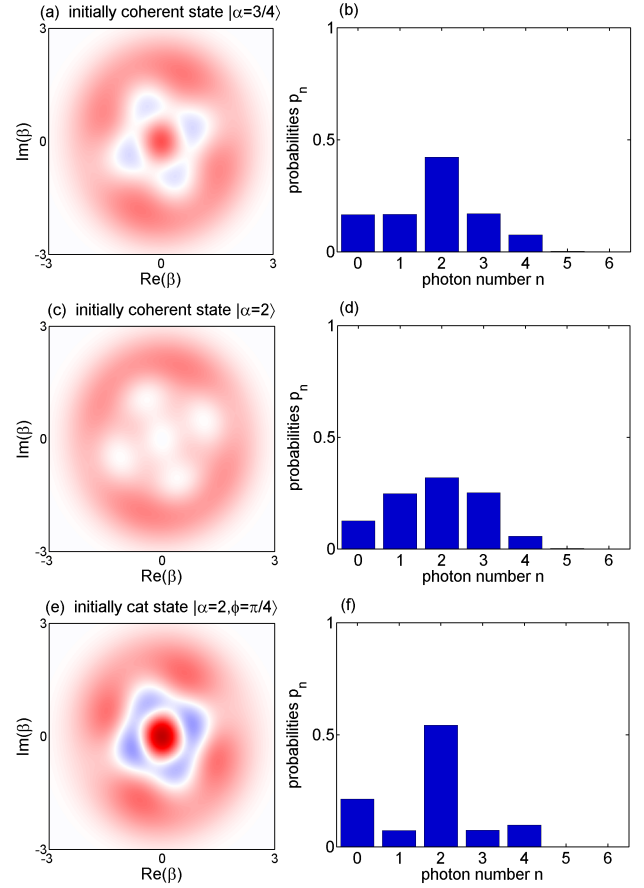 (a) initially coherent state |α=3/4⟩
(b)
3
Im(β)
0
-3
-3 0 3
Re(β)
1
probabilities pₙ
0.5
0
0 1 2 3 4 5 6
photon number n
(c) initially coherent state |α=2⟩
(d)
3
Im(β)
0
-3
-3 0 3
Re(β)
1
probabilities pₙ
0.5
0
0 1 2 3 4 5 6
photon number n
(e) initially cat state |α=2,ϕ=π/4⟩
(f)
3
Im(β)
0
-3
-3 0 3
Re(β)
1
probabilities pₙ
0.5
0
0 1 2 3 4 5 6
photon number n